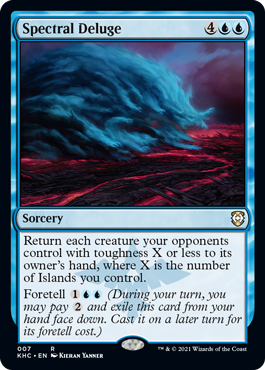 Spectral Deluge 4
Sorcery
Return each creature your opponents
control with toughness X or less to its
owner's hand, where X is the number
of Islands you control.
Foretell 1 (During your turn, you
may pay 2 and exile this card from your
hand face down. Cast it on a later turn for
its foretell cost.)
007 R
KHC • EN Kieran Yanner ™ & © 2021 Wizards of the Coast